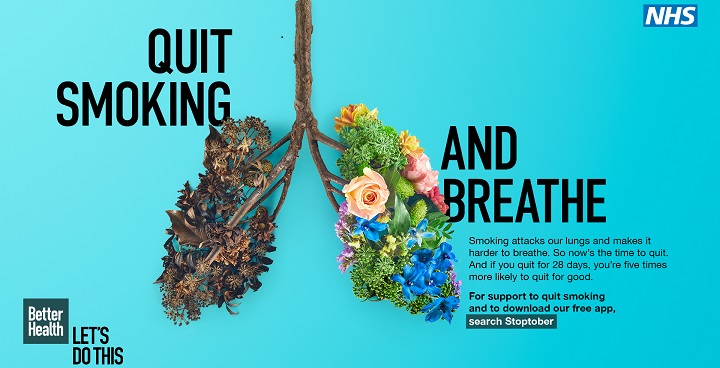 NHS
QUIT
SMOKING
AND
BREATHE
Smoking attacks our lungs and makes it
harder to breathe. So now's the time to quit.
And if you quit for 28 days, you're five times
more likely to quit for good.
For support to quit smoking
and to download our free app,
search Stoptober
Better
Health
LET'S
DO THIS